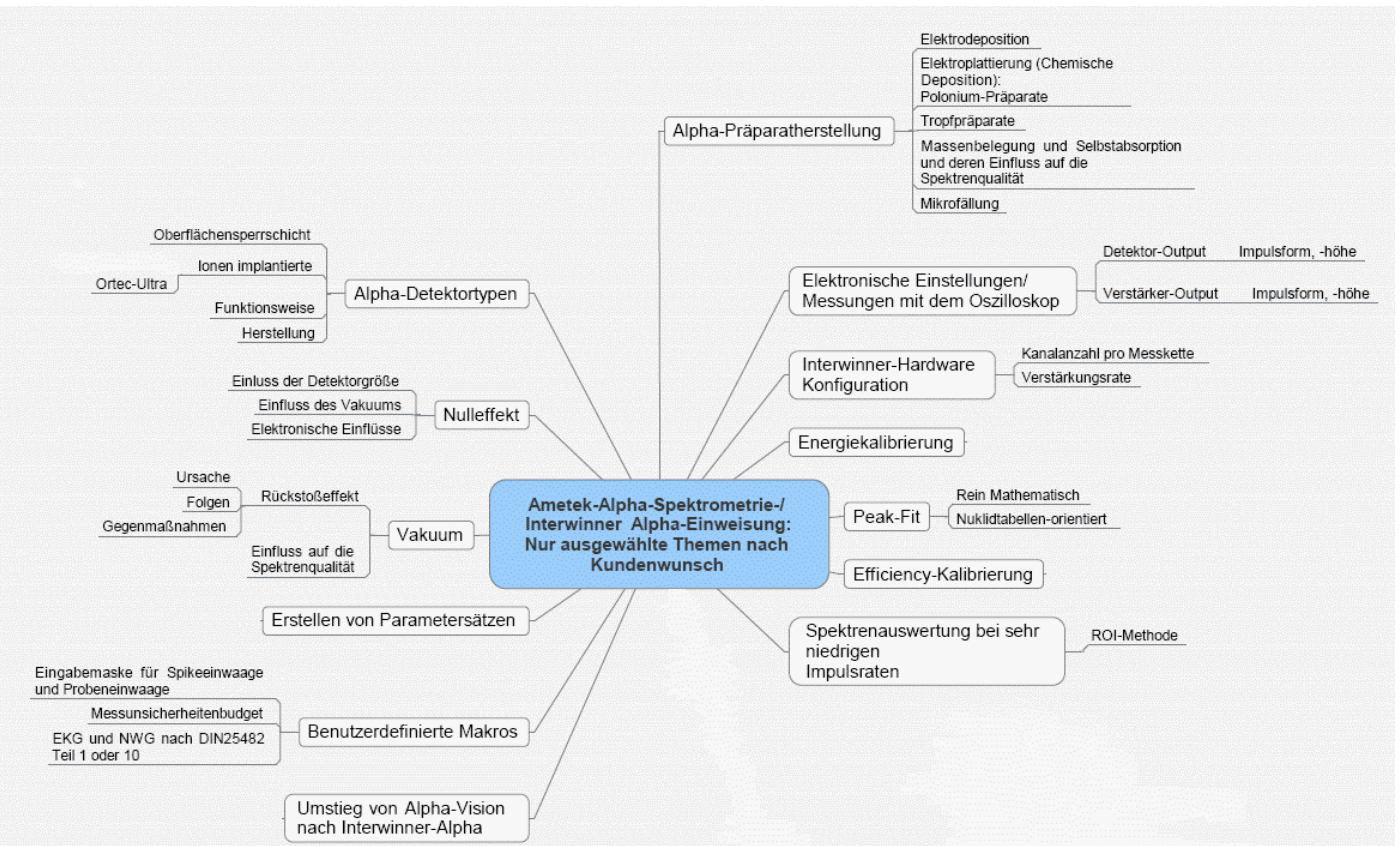 Elektrodeposition
Elektroplattierung (Chemische
Deposition):
Polonium-Präparate
Alpha-Präparatherstellung
Tropfpräparate
Massenbelegung und Selbstabsorption
und deren Einfluss auf die
Spektrenqualität
Mikrofällung
Oberflächensperrschicht
Ionen implantierte
Ortec-Ultra
Alpha-Detektortypen
Funktionsweise
Herstellung
Elektronische Einstellungen/
Messungen mit dem Oszilloskop
Detektor-Output Impulsform, -höhe
Verstärker-Output Impulsform, -höhe
Interwinner-Hardware
Konfiguration
Kanalanzahl pro Messkette
Verstärkungsrate
Einluss der Detektorgröße
Einfluss des Vakuums
Elektronische Einflüsse
Nulleffekt
Energiekalibrierung
Ursache
Folgen
Gegenmaßnahmen
Rückstoßeffekt
Einfluss auf die
Spektrenqualität
Vakuum
Ametek-Alpha-Spektrometrie-/
Interwinner Alpha-Einweisung:
Nur ausgewählte Themen nach
Kundenwunsch
Peak-Fit
Rein Mathematisch
Nuklidtabellen-orientiert
Efficiency-Kalibrierung
Erstellen von Parametersätzen
Spektrenauswertung bei sehr
niedrigen
Impulsraten
ROI-Methode
Eingabemaske für Spikeeinwaage
und Probeneinwaage
Messunsicherheitenbudget
EKG und NWG nach DIN25482
Teil 1 oder 10
Benutzerdefinierte Makros
Umstieg von Alpha-Vision
nach Interwinner-Alpha